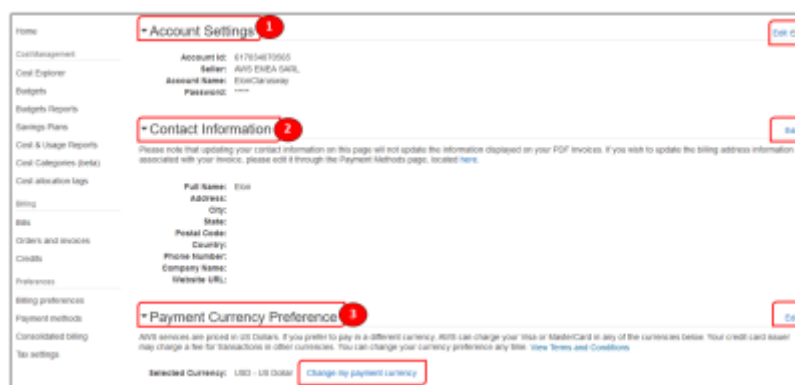 Home
Cost Management
Cost Explorer
Budgets
Budgets Reports
Savings Plans
Cost & Usage Reports
Cost Categories (beta)
Cost allocation tags
Billing
Bills
Orders and invoices
Credits
Preferences
Billing preferences
Payment methods
Consolidated billing
Tax settings
Account Settings 1
Edit
Account Id:
Seller: AWS EMEA SARL
Account Name:
Password: *****
Contact Information 2
Please note that updating your contact information on this page will not update the information displayed on your PDF Invoices. If you wish to update the billing address information
associated with your invoice, please edit it through the Payment Methods page, located here.
Full Name: Elon
Address:
City:
State:
Postal Code:
Country:
Phone Number:
Company Name:
Website URL:
Payment Currency Preference 3
AWS services are priced in US Dollars. If you prefer to pay in a different currency, AWS can charge your Visa or MasterCard in any of the currencies below. Your credit card issuer
may charge a fee for transactions in other currencies. You can change your currency preference any time. View Terms and Conditions
Selected Currency: USD - US Dollar Change my payment currency